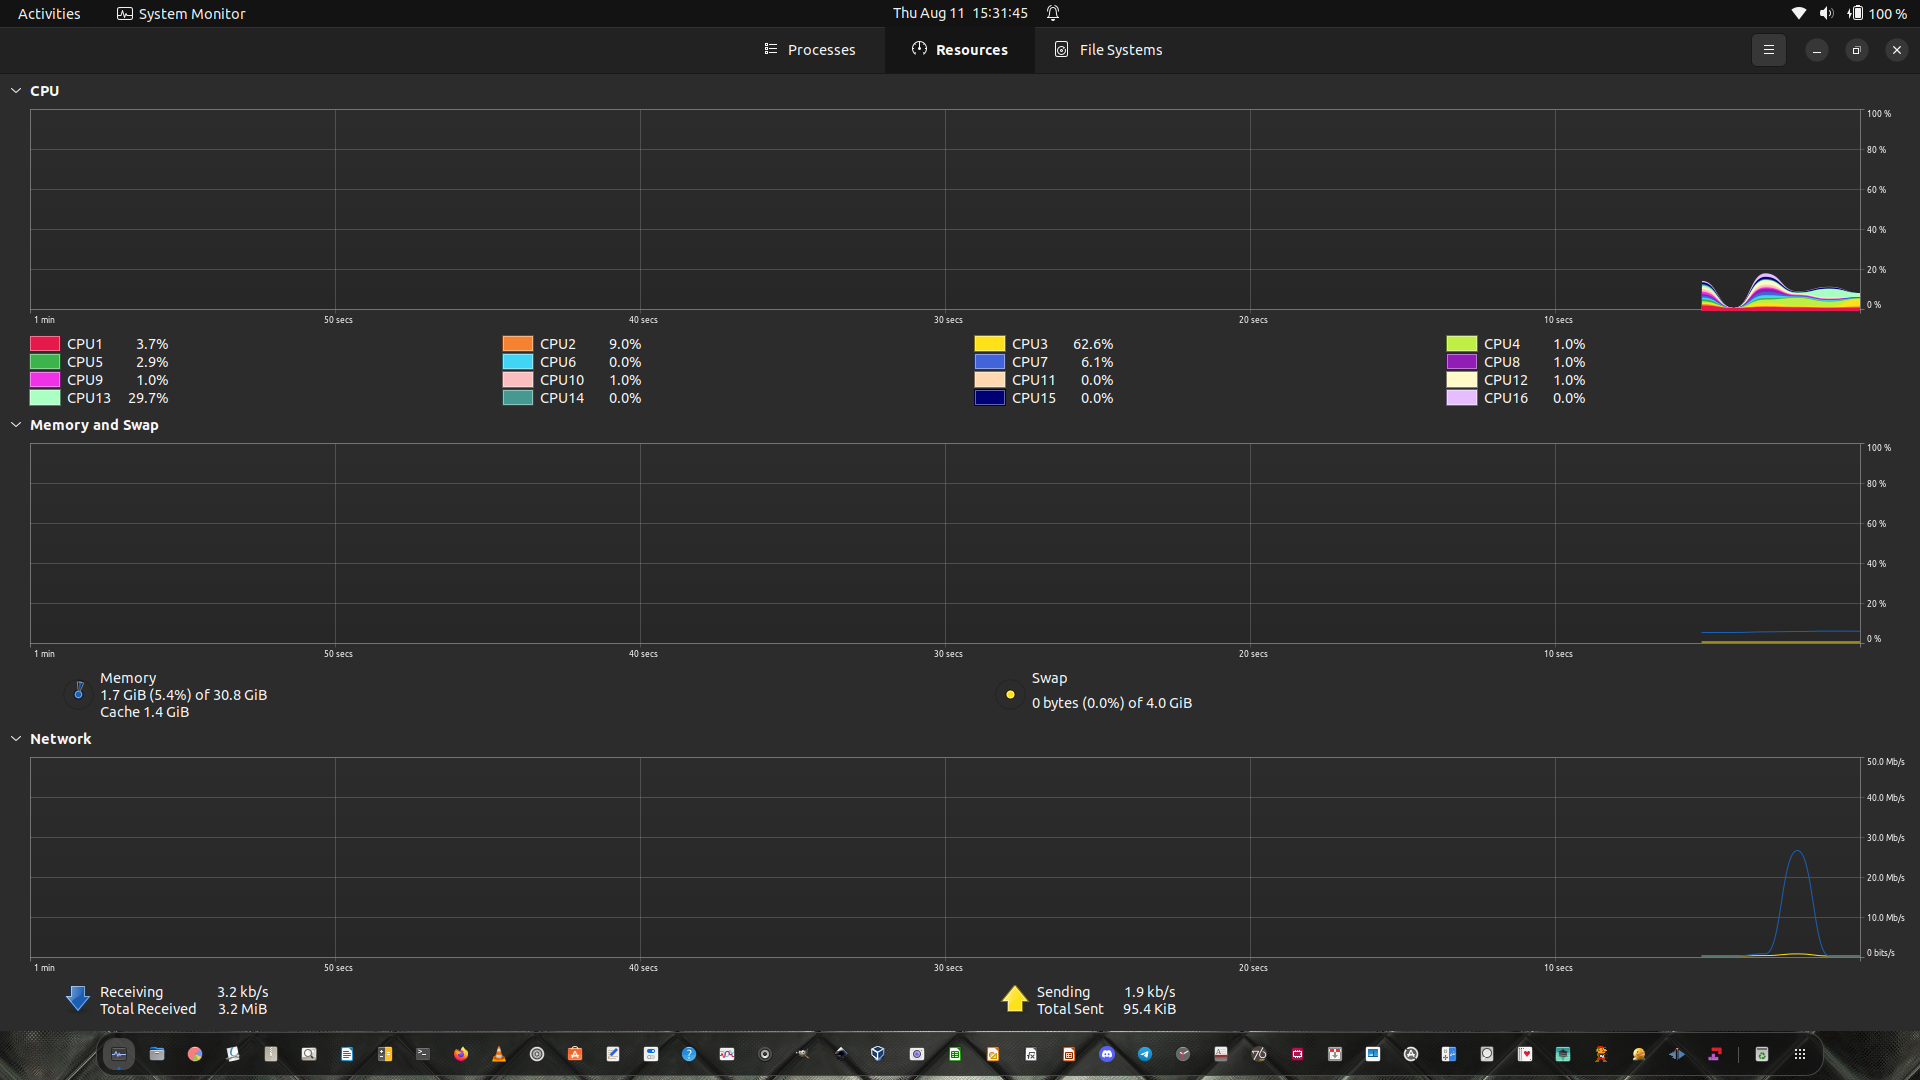 Activities System Monitor Thu Aug 11 15:31:45 100 %
Processes Resources File Systems
CPU
100 %
80 %
60 %
40 %
20 %
0 %
1 min 50 secs 40 secs 30 secs 20 secs 10 secs
CPU1 3.7% CPU2 9.0% CPU3 62.6% CPU4 1.0%
CPU5 2.9% CPU6 0.0% CPU7 6.1% CPU8 1.0%
CPU9 1.0% CPU10 1.0% CPU11 0.0% CPU12 1.0%
CPU13 29.7% CPU14 0.0% CPU15 0.0% CPU16 0.0%
Memory and Swap
100 %
80 %
60 %
40 %
20 %
0 %
1 min 50 secs 40 secs 30 secs 20 secs 10 secs
Memory
1.7 GiB (5.4%) of 30.8 GiB
Cache 1.4 GiB
Swap
0 bytes (0.0%) of 4.0 GiB
Network
50.0 Mb/s
40.0 Mb/s
30.0 Mb/s
20.0 Mb/s
10.0 Mb/s
0 bits/s
1 min 50 secs 40 secs 30 secs 20 secs 10 secs
Receiving 3.2 kb/s
Total Received 3.2 MiB
Sending 1.9 kb/s
Total Sent 95.4 KiB
76